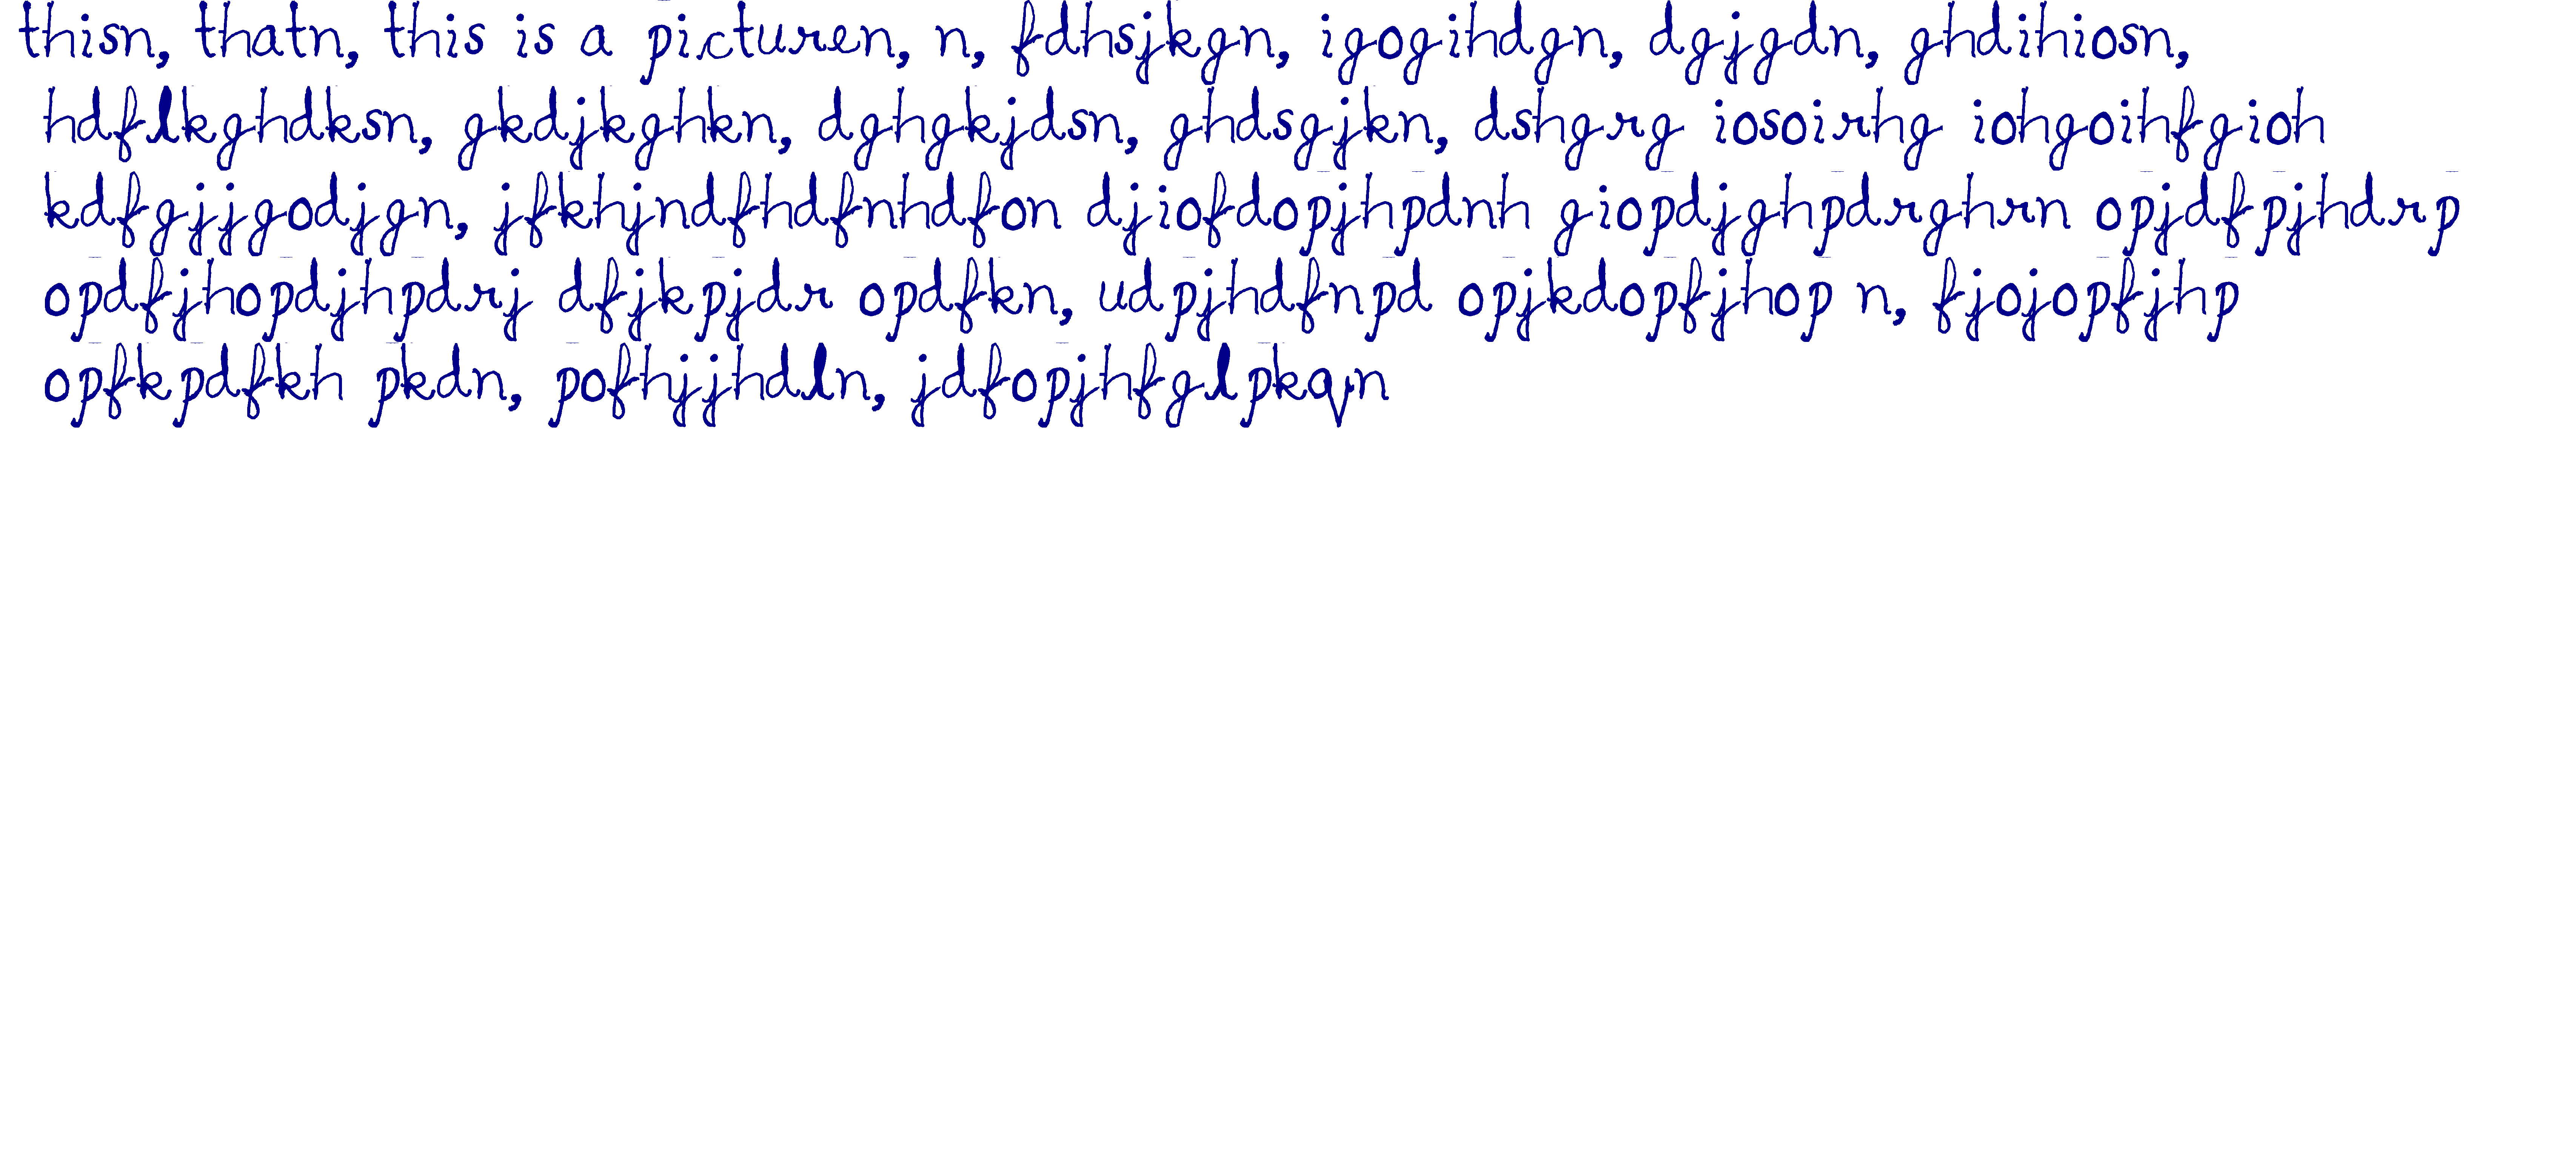 thisn, thatn, this is a picturen, n, fdhsjkgn, igogihdgn, dgjgdn, ghdihiosn,
hdflkghdksn, gkdjkghkn, dghgkjdsn, ghdsgjkn, dshgrg iosoirhg iohgoihfgioh
kdfgjjgodjgn, jfkhjndfhdfnhdfon djiofdopjhpdnh giopdjghpdrghrn opjdfpjhdrp
opdfjhopdjhpdrj dfjkpjdr opdfkn, udpjhdfnpd opjkdopfjhop n, fjojopfjhp
opfkpdfkh pkdn, pofhjjhdln, jdfopjhfglpkqn